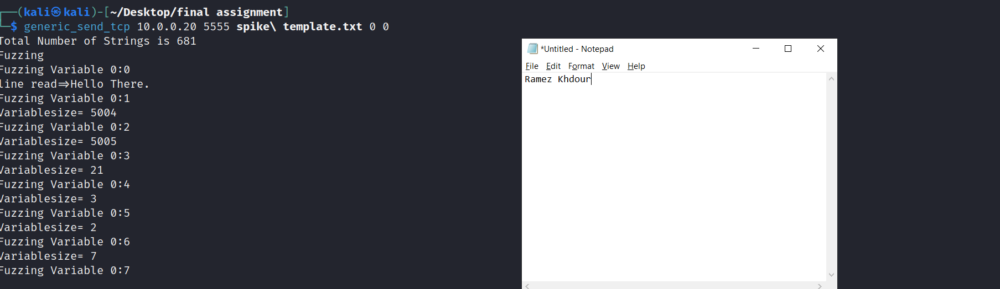 ┌──(kali㉿kali)-[~/Desktop/final assignment]
└─$ generic_send_tcp 10.0.0.20 5555 spike\ template.txt 0 0
Total Number of Strings is 681
Fuzzing
Fuzzing Variable 0:0
line read⇒Hello There.
Fuzzing Variable 0:1
Variablesize= 5004
Fuzzing Variable 0:2
Variablesize= 5005
Fuzzing Variable 0:3
Variablesize= 21
Fuzzing Variable 0:4
Variablesize= 3
Fuzzing Variable 0:5
Variablesize= 2
Fuzzing Variable 0:6
Variablesize= 7
Fuzzing Variable 0:7
*Untitled - Notepad
File Edit Format View Help
Ramez Khdour